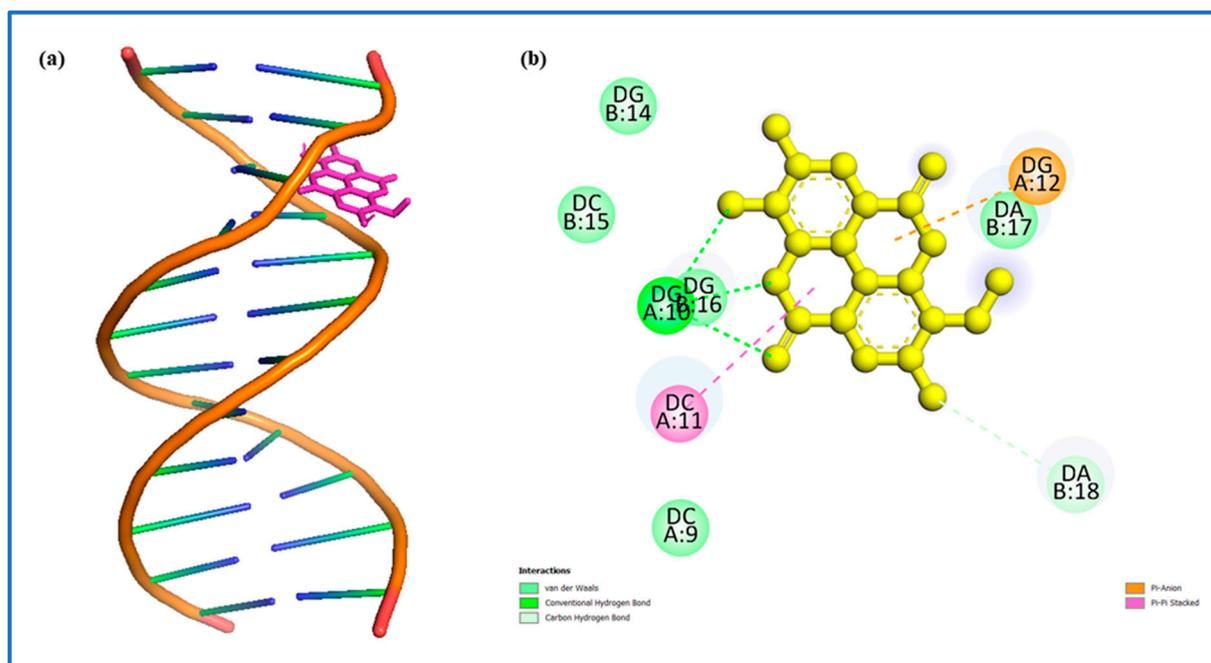 (a)
(b)
DG
B:14
DC
B:15
DG
A:12
DA
B:17
DG
B:16
DG
A:10
DC
A:11
DA
B:18
DC
A:9
Interactions
van der Waals
Conventional Hydrogen Bond
Carbon Hydrogen Bond
Pi-Anion
Pi-Pi Stacked